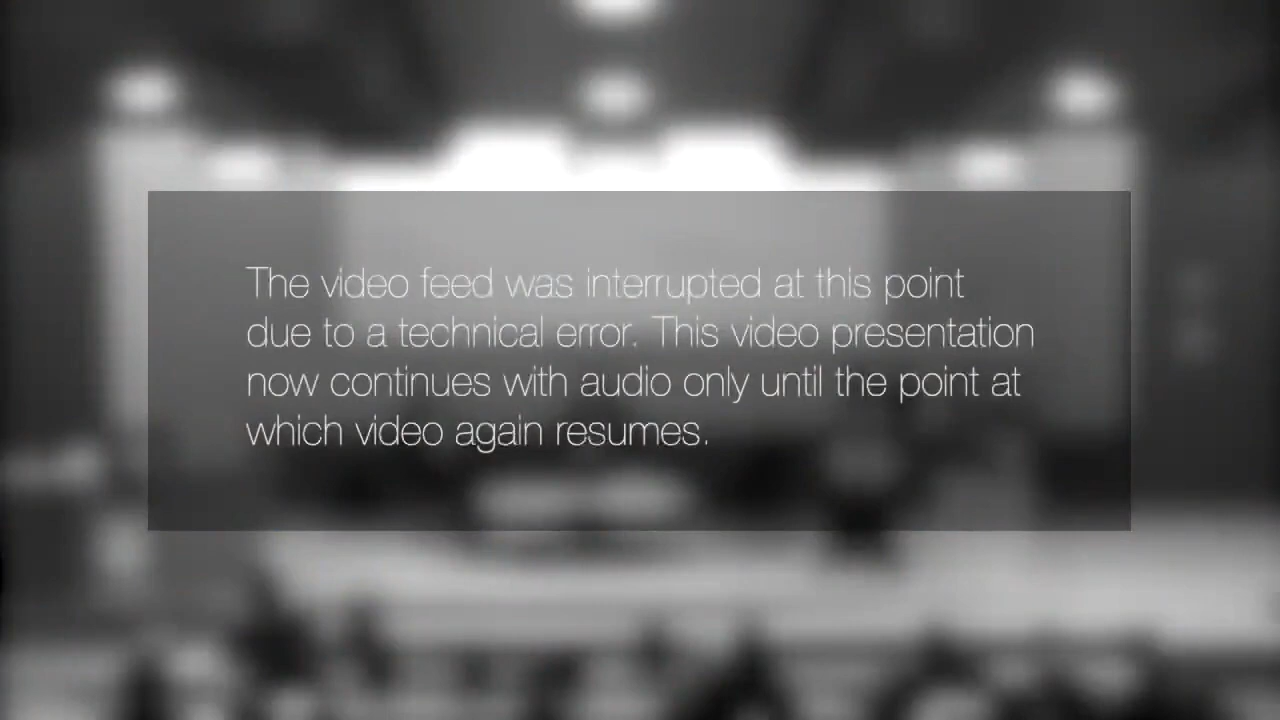 The video feed was interrupted at this point
due to a technical error. This video presentation
now continues with audio only until the point at
which video again resumes.